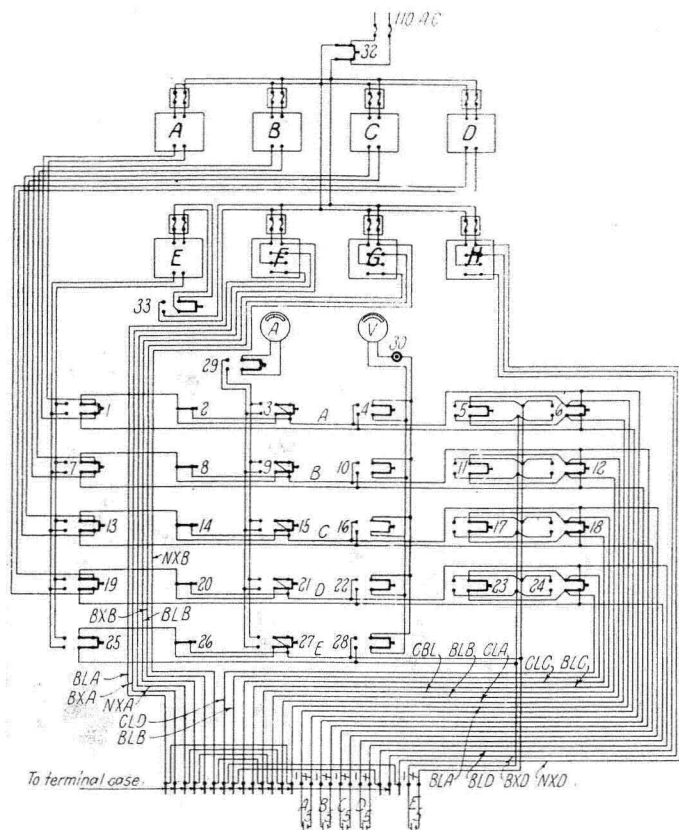 110 A C
32
A B C D
E F G H
33
A V
30
29
1 2 3 A 4 5 6
7 8 9 B 10 11 12
13 14 15 C 16 17 18
NXB
19 20 21 D 22 23 24
BXB BLB
25 26 27 E 28
CBL, BLB, CLA, CLC, BLC,
BLA
BXA
NXA
CLD
BLB
BLA BLD BXD NXD
To terminal case.
A B C D E